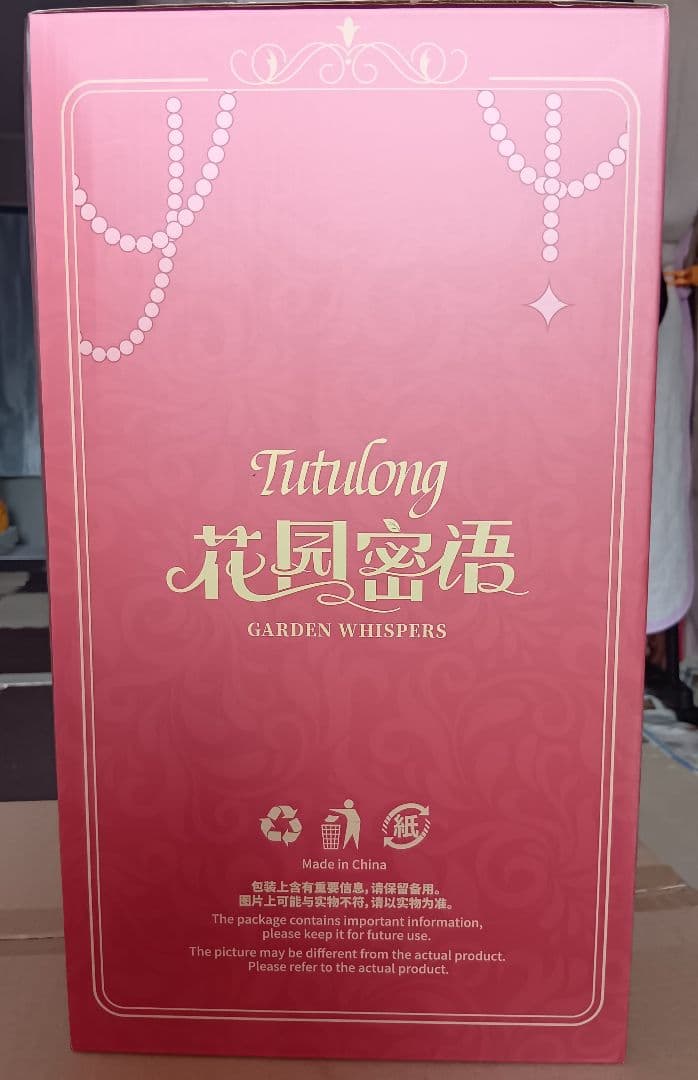 Tutulong
花园密语
GARDEN WHISPERS
紙
Made in China
包装上含有重要信息,请保留备用。
图片上可能与实物不符,请以实物为准。
The package contains important information,
please keep it for future use.
The picture may be different from the actual product.
Please refer to the actual product.